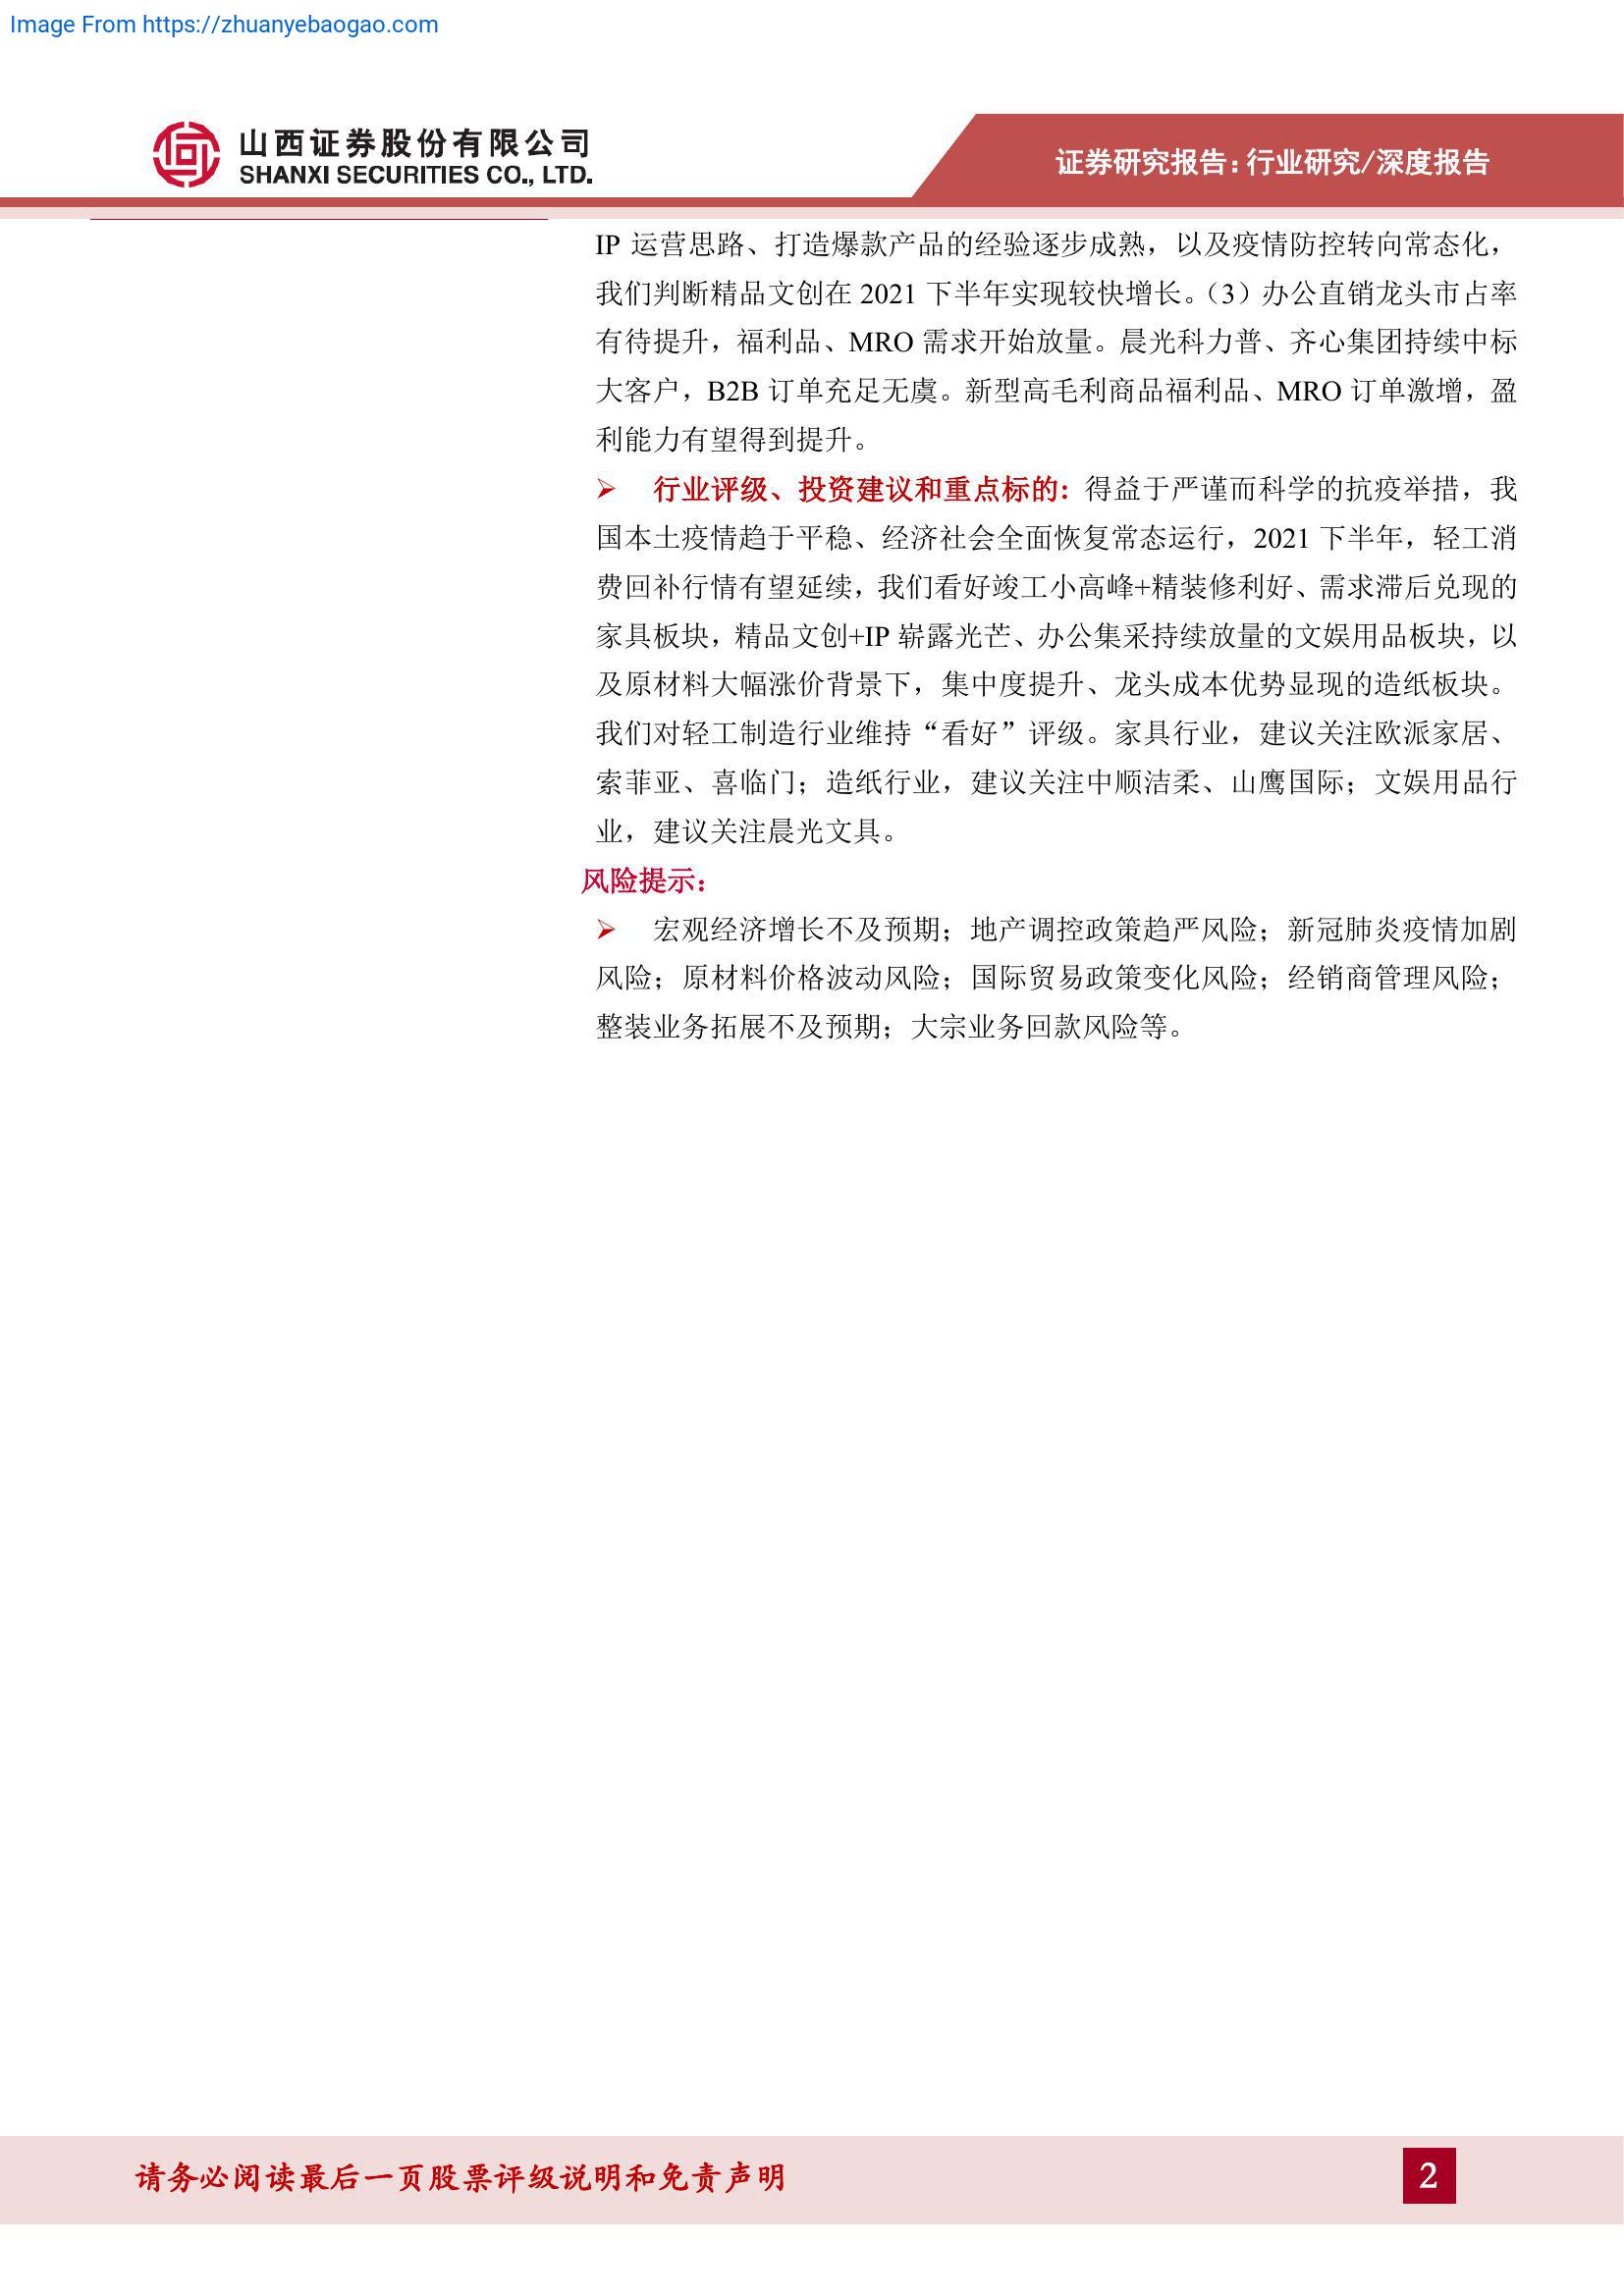 Image From https://zhuanyebaogao.com
山西证券股份有限公司
SHANXI SECURITIES CO., LTD.
证券研究报告:行业研究/深度报告
IP 运营思路、打造爆款产品的经验逐步成熟，以及疫情防控转向常态化，
我们判断精品文创在 2021 下半年实现较快增长。（3）办公直销龙头市占率
有待提升，福利品、MRO 需求开始放量。晨光科力普、齐心集团持续中标
大客户，B2B 订单充足无虞。新型高毛利商品福利品、MRO 订单激增，盈
利能力有望得到提升。
➢ 行业评级、投资建议和重点标的：得益于严谨而科学的抗疫举措，我
国本土疫情趋于平稳、经济社会全面恢复常态运行，2021 下半年，轻工消
费回补行情有望延续，我们看好竣工小高峰+精装修利好、需求滞后兑现的
家具板块，精品文创+IP 崭露光芒、办公集采持续放量的文娱用品板块，以
及原材料大幅涨价背景下，集中度提升、龙头成本优势显现的造纸板块。
我们对轻工制造行业维持“看好”评级。家具行业，建议关注欧派家居、
索菲亚、喜临门；造纸行业，建议关注中顺洁柔、山鹰国际；文娱用品行
业，建议关注晨光文具。
风险提示：
➢ 宏观经济增长不及预期；地产调控政策趋严风险；新冠肺炎疫情加剧
风险；原材料价格波动风险；国际贸易政策变化风险；经销商管理风险；
整装业务拓展不及预期；大宗业务回款风险等。
请务必阅读最后一页股票评级说明和免责声明
2